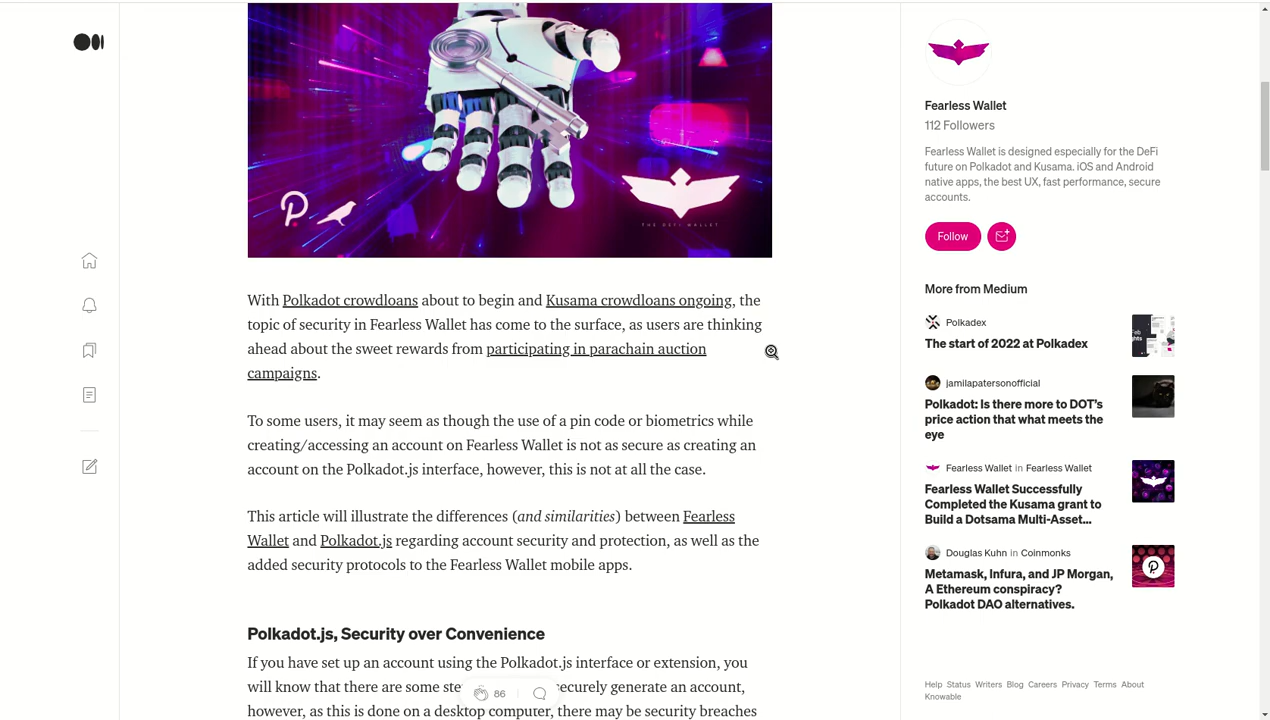 THE DEFI WALLET
With Polkadot crowdloans about to begin and Kusama crowdloans ongoing, the
topic of security in Fearless Wallet has come to the surface, as users are thinking
ahead about the sweet rewards from participating in parachain auction
campaigns.
To some users, it may seem as though the use of a pin code or biometrics while
creating/accessing an account on Fearless Wallet is not as secure as creating an
account on the Polkadot.js interface, however, this is not at all the case.
This article will illustrate the differences (and similarities) between Fearless
Wallet and Polkadot.js regarding account security and protection, as well as the
added security protocols to the Fearless Wallet mobile apps.
Polkadot.js, Security over Convenience
If you have set up an account using the Polkadot.js interface or extension, you
will know that there are some securely generate an account,
however, as this is done on a desktop computer, there may be security breaches
86
Fearless Wallet
112 Followers
Fearless Wallet is designed especially for the DeFi
future on Polkadot and Kusama. iOS and Android
native apps, the best UX, fast performance, secure
accounts.
Follow
More from Medium
Polkadex
The start of 2022 at Polkadex
jamilapatersonofficial
Polkadot: Is there more to DOT’s
price action that what meets the
eye
Fearless Wallet in Fearless Wallet
Fearless Wallet Successfully
Completed the Kusama grant to
Build a Dotsama Multi-Asset...
Douglas Kuhn in Coinmonks
Metamask, Infura, and JP Morgan,
A Ethereum conspiracy?
Polkadot DAO alternatives.
Help Status Writers Blog Careers Privacy Terms About
Knowable